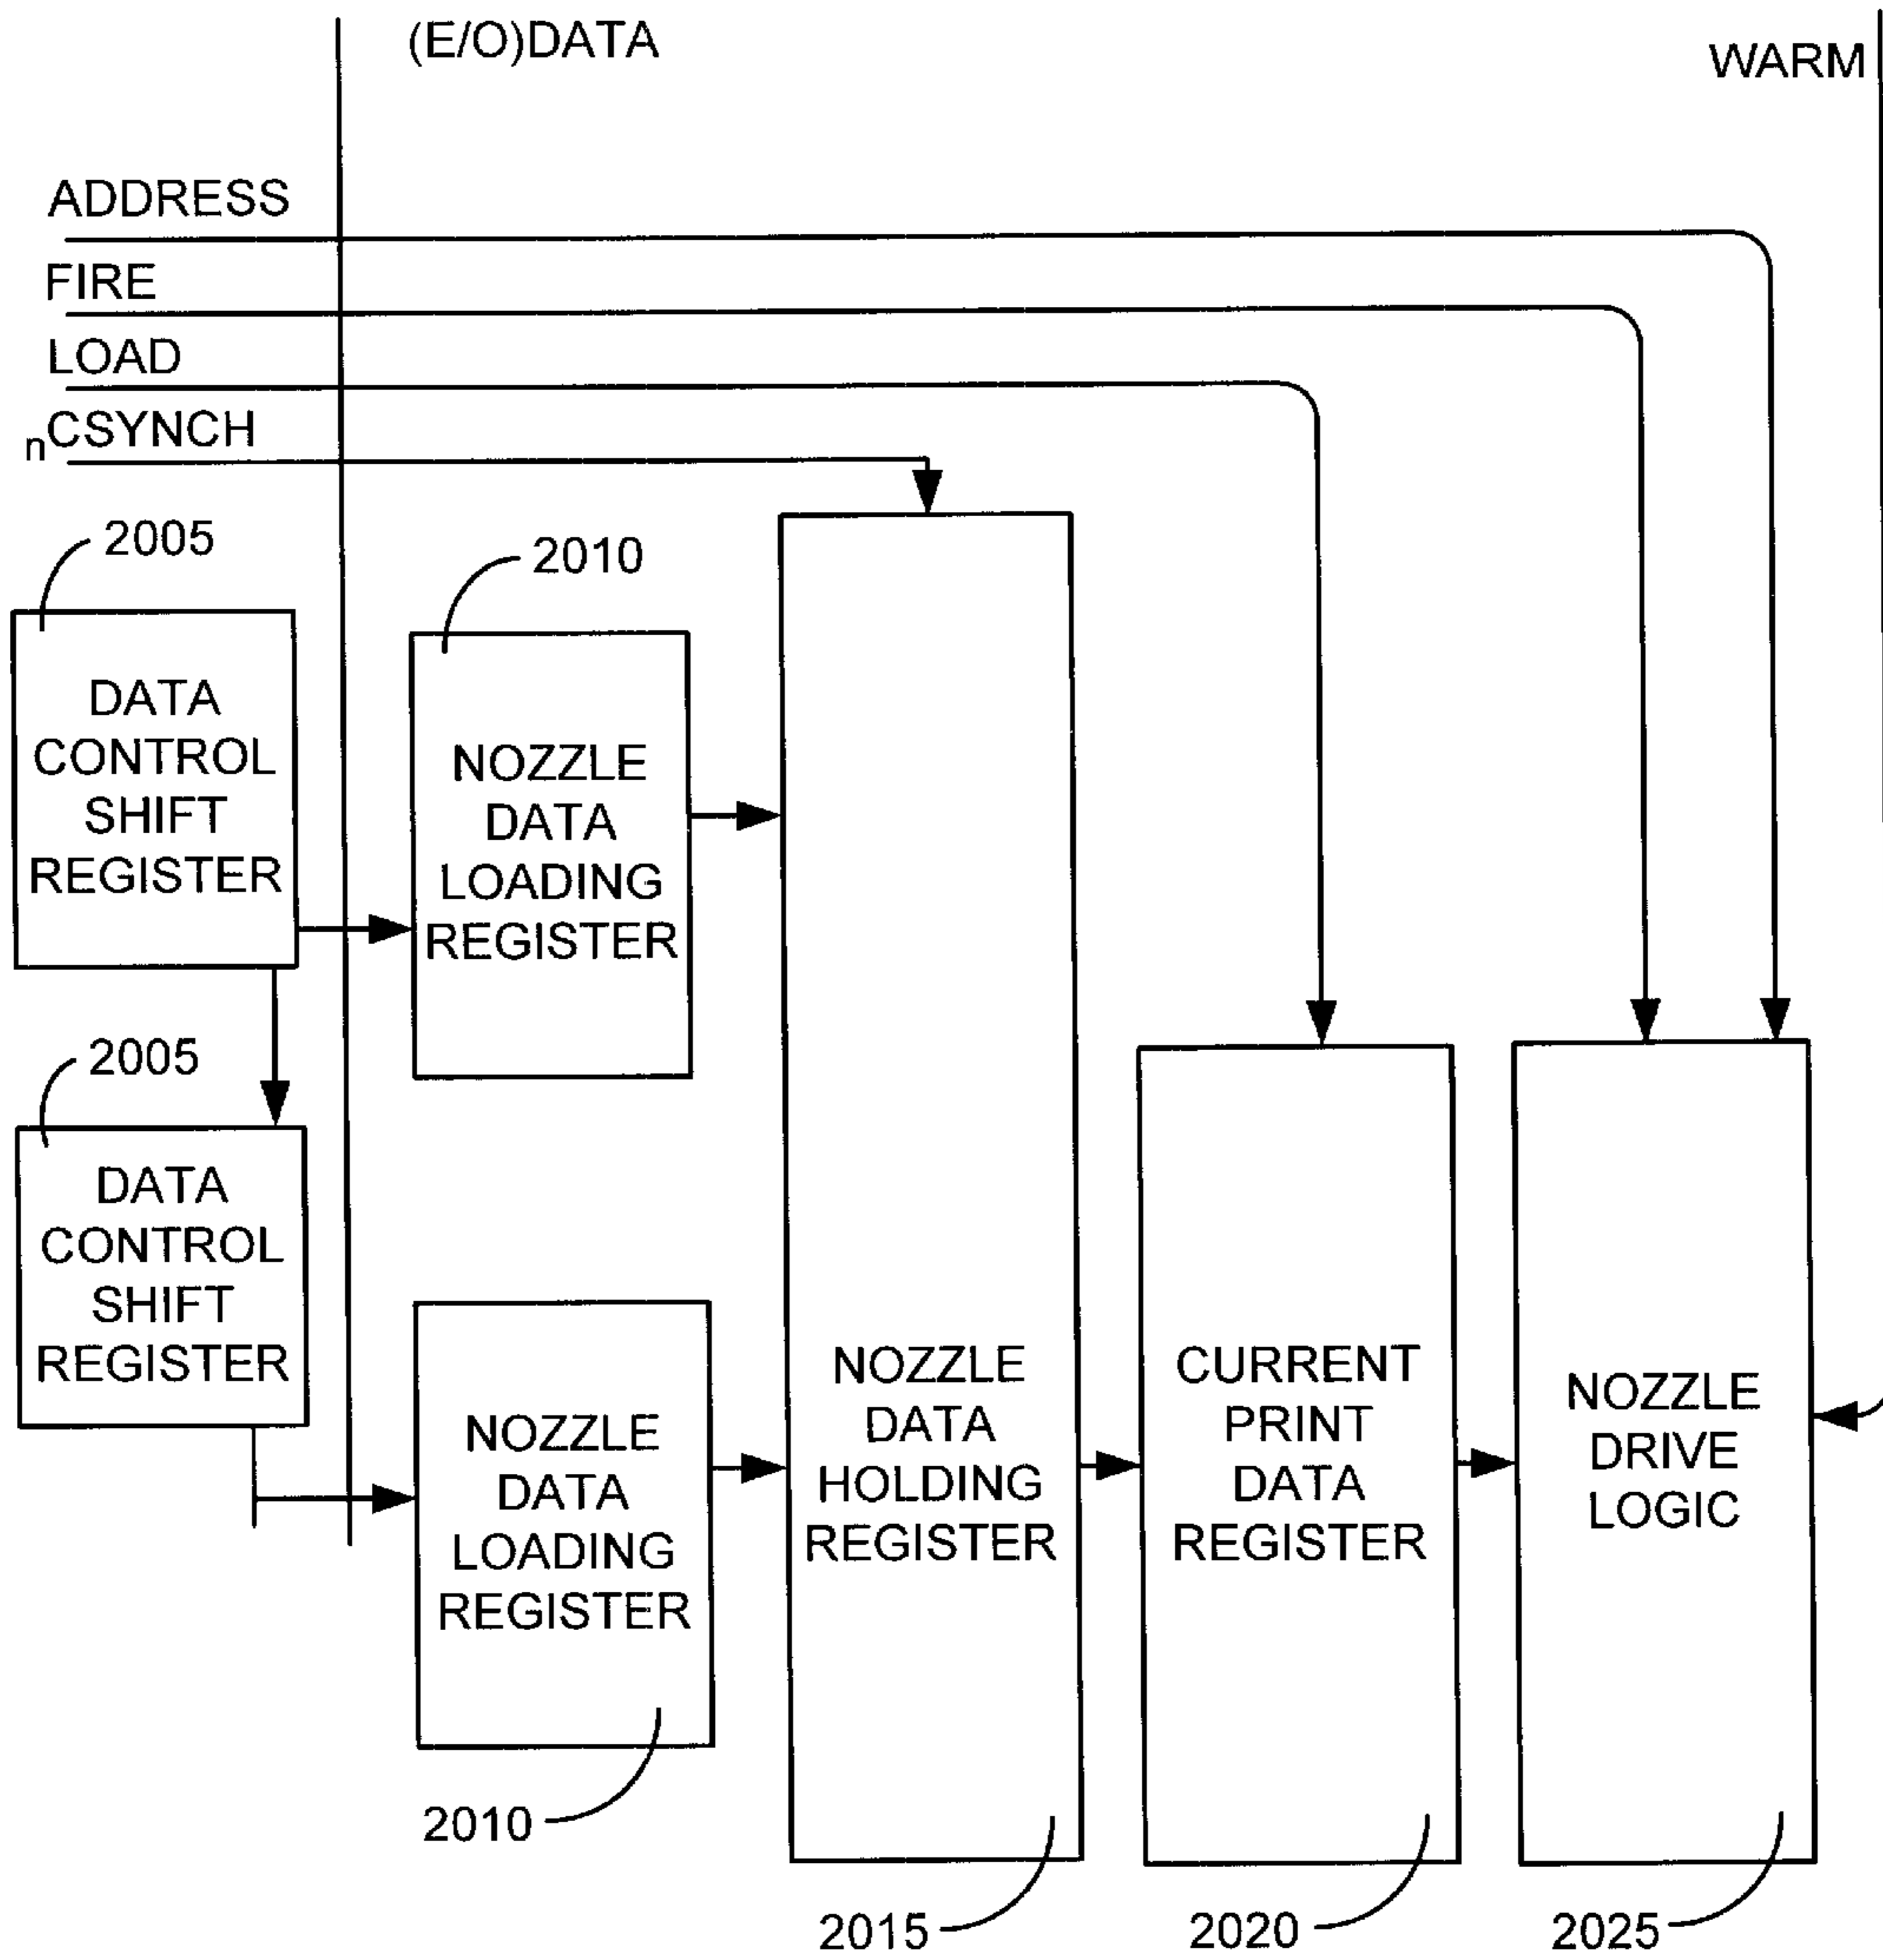 (E/O)DATA
WARM
ADDRESS
FIRE
LOAD
nCSYNCH
2005
2010
DATA
CONTROL
SHIFT
REGISTER
NOZZLE
DATA
LOADING
REGISTER
2005
DATA
CONTROL
SHIFT
REGISTER
NOZZLE
DATA
LOADING
REGISTER
NOZZLE
DATA
HOLDING
REGISTER
CURRENT
PRINT
DATA
REGISTER
NOZZLE
DRIVE
LOGIC
2010
2015
2020
2025